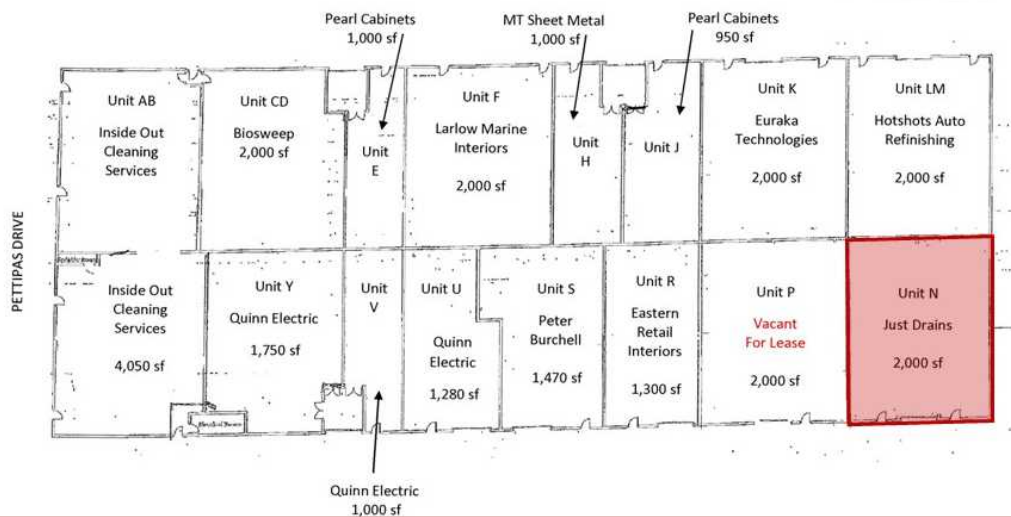 Pearl Cabinets
1,000 sf
MT Sheet Metal
1,000 sf
Pearl Cabinets
950 sf
Unit AB
Inside Out
Cleaning
Services
Unit CD
Biosweep
2,000 sf
Unit
E
Unit F
Larlow Marine
Interiors
2,000 sf
Unit
H
Unit J
Unit K
Euraka
Technologies
2,000 sf
Unit LM
Hotshots Auto
Refinishing
2,000 sf
PETTIPAS DRIVE
Inside Out
Cleaning
Services
4,050 sf
Unit Y
Quinn Electric
1,750 sf
Unit
V
Unit U
Quinn
Electric
1,280 sf
Unit S
Peter
Burchell
1,470 sf
Unit R
Eastern
Retail
Interiors
1,300 sf
Unit P
Vacant
For Lease
2,000 sf
Unit N
Just Drains
2,000 sf
Quinn Electric
1,000 sf